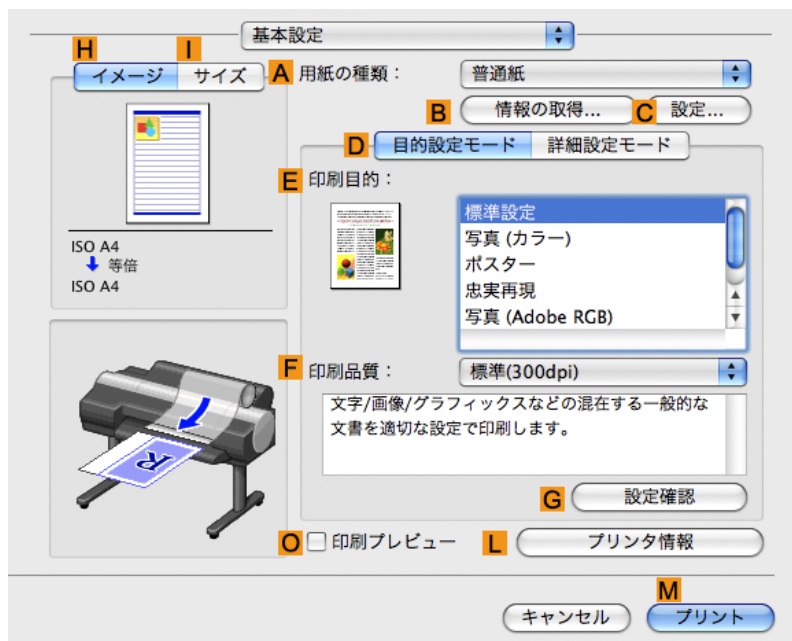 基本設定
H
I
イメージ
サイズ
A 用紙の種類：
普通紙
B 情報の取得...
C 設定...
ISO A4
等倍
ISO A4
D 目的設定モード
詳細設定モード
E 印刷目的：
標準設定
写真 (カラー)
ポスター
忠実再現
写真 (Adobe RGB)
F 印刷品質：
標準(300dpi)
文字/画像/グラフィックスなどの混在する一般的な
文書を適切な設定で印刷します。
G 設定確認
R
O 印刷プレビュー
L プリンタ情報
M
キャンセル
プリント